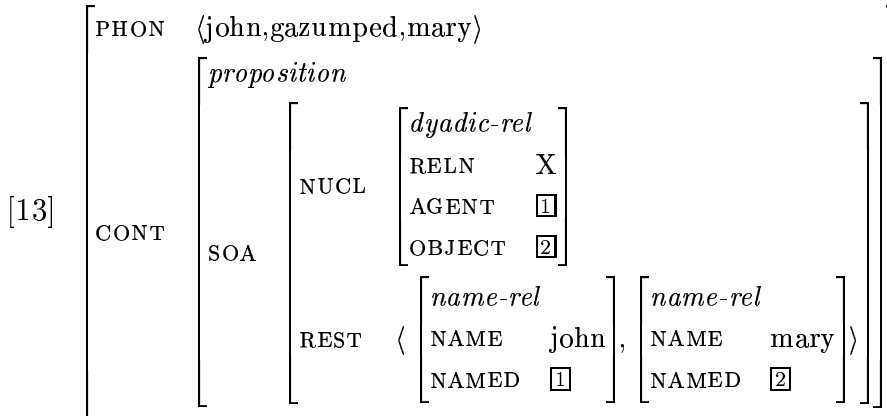 PHON ⟨john,gazumped,mary⟩
proposition
dyadic-rel
RELN X
NUCL
AGENT 1
[13]
CONT
OBJECT 2
SOA
name-rel name-rel
REST ⟨ NAME john , NAME mary ⟩
NAMED 1 NAMED 2